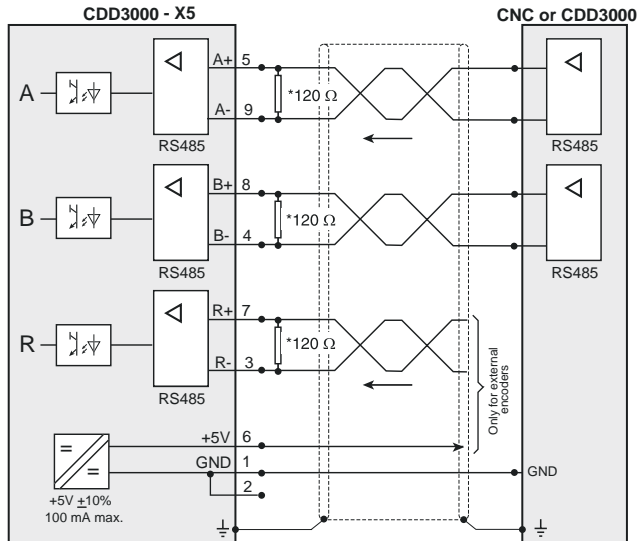 CDD3000 - X5
CNC or CDD3000
A
RS485
A+ 5
A- 9
*120 Ω
RS485
B
RS485
B+ 8
B- 4
*120 Ω
RS485
R
RS485
R+ 7
R- 3
*120 Ω
Only for external
encoders
+5V 6
GND 1
2
GND
+5V ±10%
100 mA max.